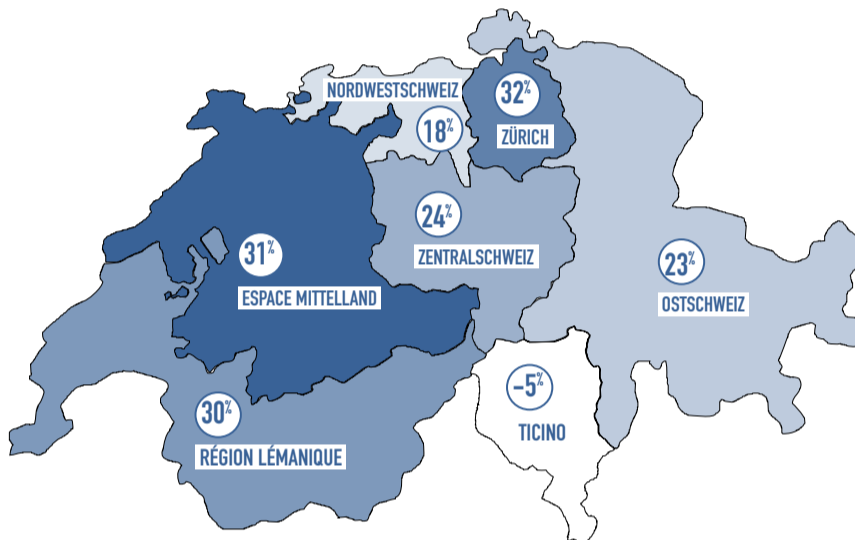 NORDWESTSCHWEIZ
18%
32%
ZÜRICH
24%
ZENTRALSCHWEIZ
31%
ESPACE MITTELLAND
23%
OSTSCHWEIZ
-5%
TICINO
30%
RÉGION LÉMANIQUE